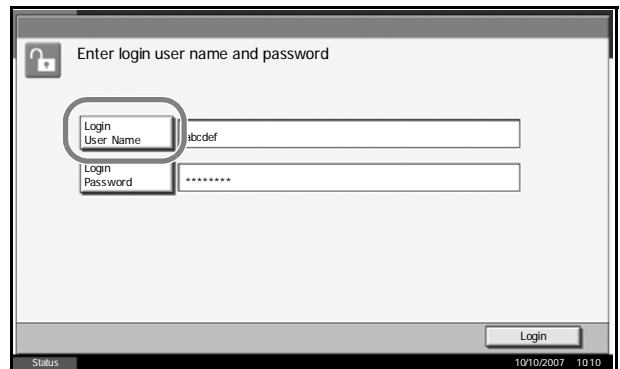 Enter login user name and password
Login
User Name
abcdef
Login
Password
********
Login
Status
10/10/2007 10:10